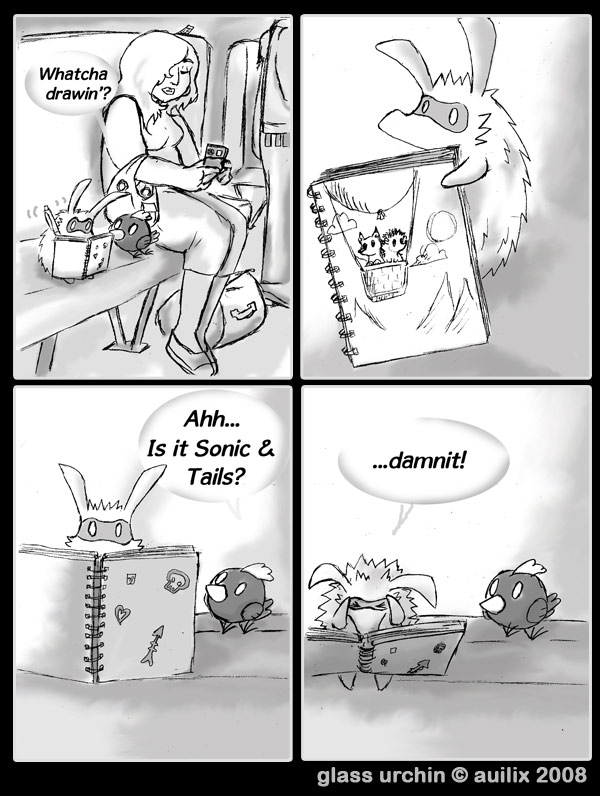 Whatcha
drawin'?
Ahh...
Is it Sonic &
Tails?
...damnit!
glass urchin © auilix 2008